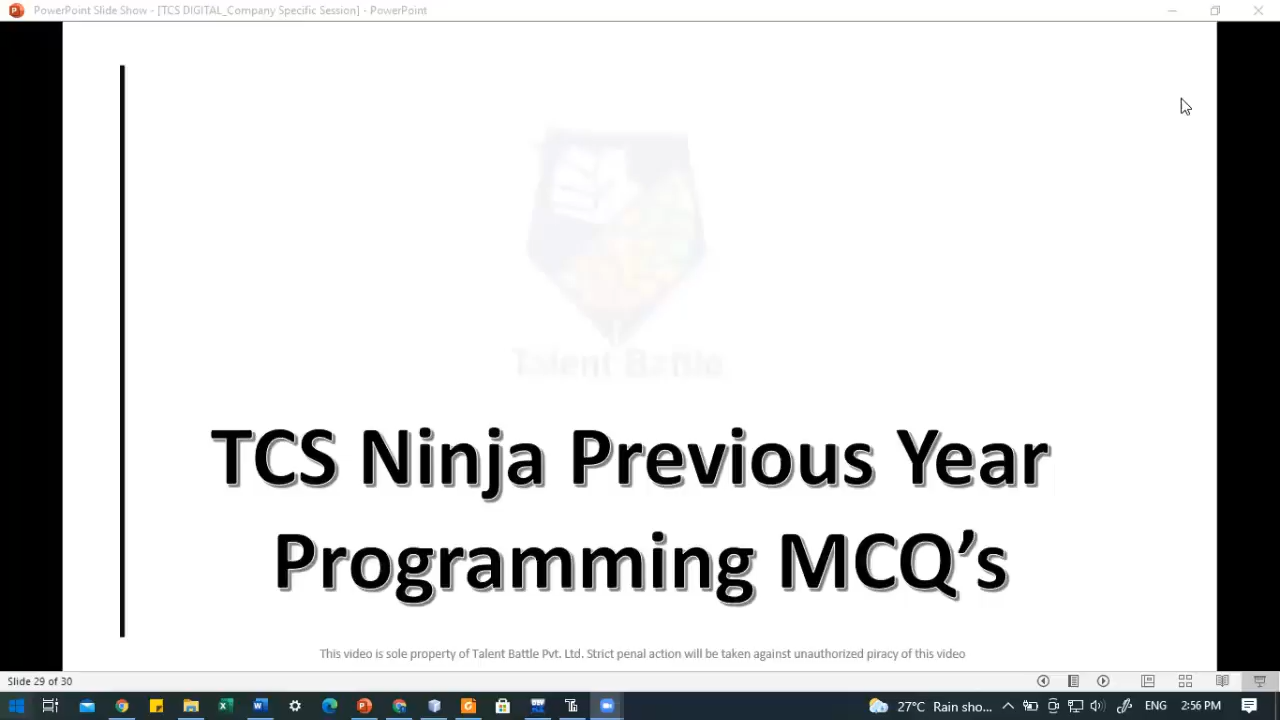 PowerPoint Slide Show - [TCS DIGITAL_Company Specific Session] - PowerPoint
Talent Battle
TCS Ninja Previous Year
Programming MCQ's
This video is sole property of Talent Battle Pvt. Ltd. Strict penal action will be taken against unauthorized piracy of this video
Slide 29 of 30
27°C Rain sho... ENG 2:56 PM